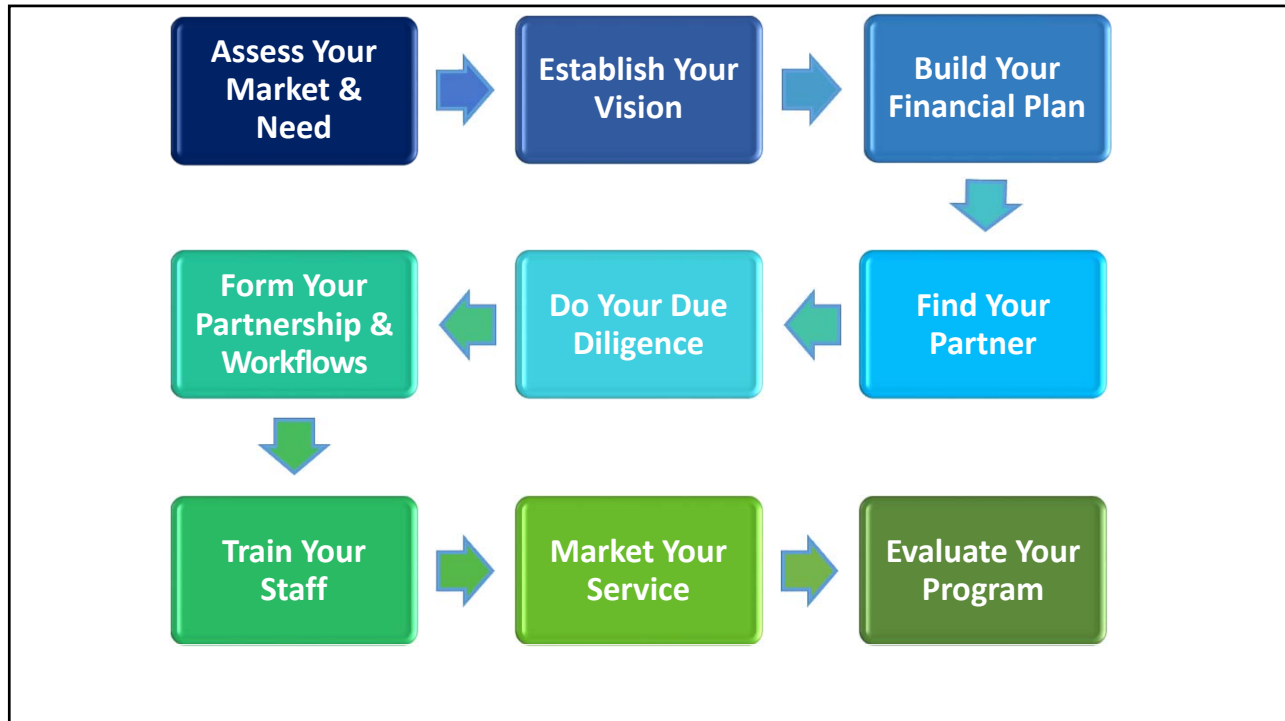 Assess Your
Market &
Need
Establish Your
Vision
Build Your
Financial Plan
Find Your
Partner
Do Your Due
Diligence
Form Your
Partnership &
Workflows
Train Your
Staff
Market Your
Service
Evaluate Your
Program